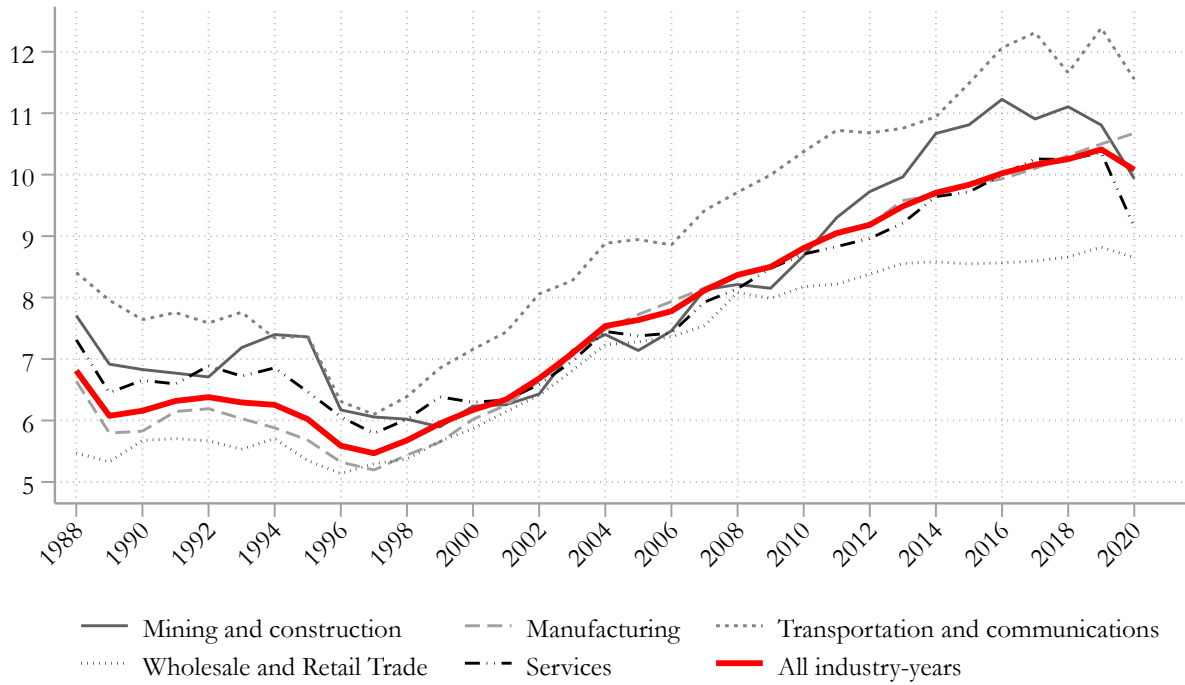 12
11
10
9
8
7
6
5
1988 1990 1992 1994 1996 1998 2000 2002 2004 2006 2008 2010 2012 2014 2016 2018 2020
Mining and construction Manufacturing Transportation and communications
Wholesale and Retail Trade Services All industry-years